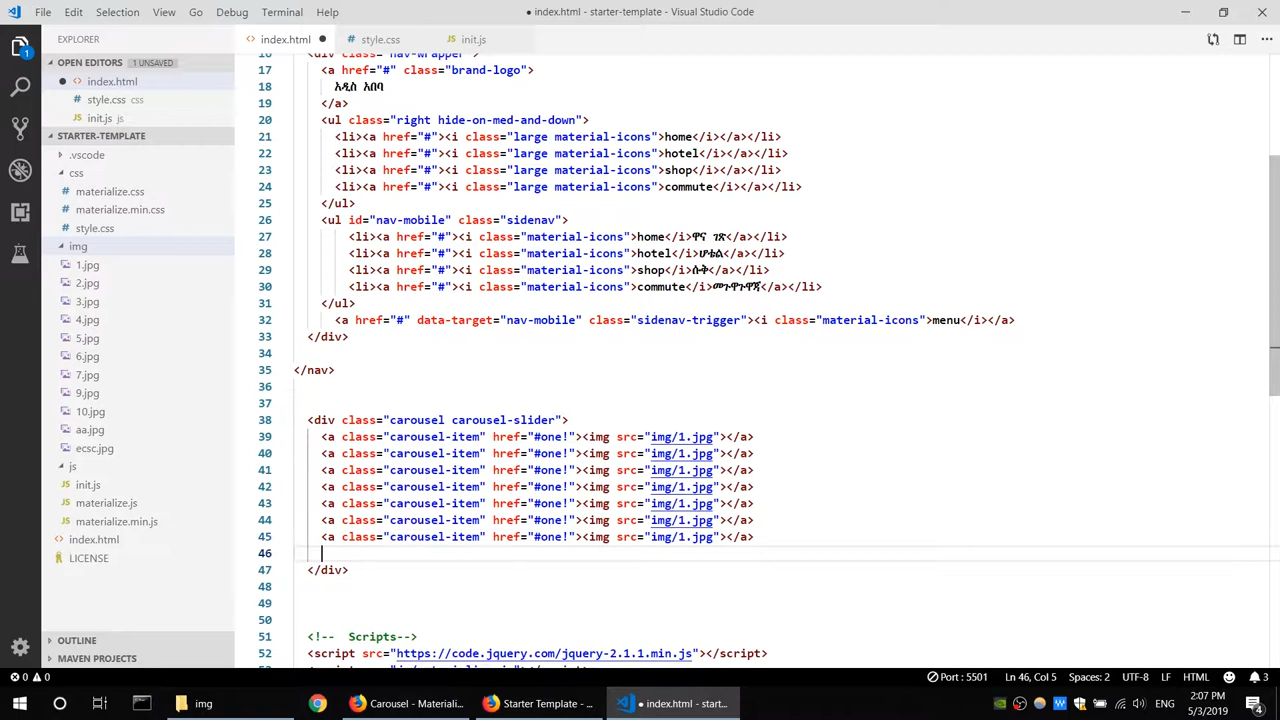 File Edit Selection View Go Debug Terminal Help
● index.html - starter-template - Visual Studio Code
EXPLORER
index.html
style.css
init.js
OPEN EDITORS 1 UNSAVED
index.html
style.css css
init.js js
STARTER-TEMPLATE
.vscode
css
materialize.css
materialize.min.css
style.css
img
1.jpg
2.jpg
3.jpg
4.jpg
5.jpg
6.jpg
7.jpg
9.jpg
10.jpg
aa.jpg
ecsc.jpg
js
init.js
materialize.js
materialize.min.js
index.html
LICENSE
OUTLINE
MAVEN PROJECTS
16 <div class="nav-wrapper">
17 <a href="#" class="brand-logo">
18 አዲስ አበባ
19 </a>
20 <ul class="right hide-on-med-and-down">
21 <li><a href="#"><i class="large material-icons">home</i></a></li>
22 <li><a href="#"><i class="large material-icons">hotel</i></a></li>
23 <li><a href="#"><i class="large material-icons">shop</i></a></li>
24 <li><a href="#"><i class="large material-icons">commute</i></a></li>
25 </ul>
26 <ul id="nav-mobile" class="sidenav">
27 <li><a href="#"><i class="material-icons">home</i>ዋና ገጽ</a></li>
28 <li><a href="#"><i class="material-icons">hotel</i>ሆቴል</a></li>
29 <li><a href="#"><i class="material-icons">shop</i>ሱቅ</a></li>
30 <li><a href="#"><i class="material-icons">commute</i>መጉዋጉዋጃ</a></li>
31 </ul>
32 <a href="#" data-target="nav-mobile" class="sidenav-trigger"><i class="material-icons">menu</i></a>
33 </div>
34
35 </nav>
36
37
38 <div class="carousel carousel-slider">
39 <a class="carousel-item" href="#one!"><img src="img/1.jpg"></a>
40 <a class="carousel-item" href="#one!"><img src="img/1.jpg"></a>
41 <a class="carousel-item" href="#one!"><img src="img/1.jpg"></a>
42 <a class="carousel-item" href="#one!"><img src="img/1.jpg"></a>
43 <a class="carousel-item" href="#one!"><img src="img/1.jpg"></a>
44 <a class="carousel-item" href="#one!"><img src="img/1.jpg"></a>
45 <a class="carousel-item" href="#one!"><img src="img/1.jpg"></a>
46
47 </div>
48
49
50
51 <!-- Scripts-->
52 <script src="https://code.jquery.com/jquery-2.1.1.min.js"></script>
0 0
Port : 5501 Ln 46, Col 5 Spaces: 2 UTF-8 LF HTML 3
img
Carousel - Materiali...
Starter Template - ...
● index.html - start...
ENG
2:07 PM
5/3/2019